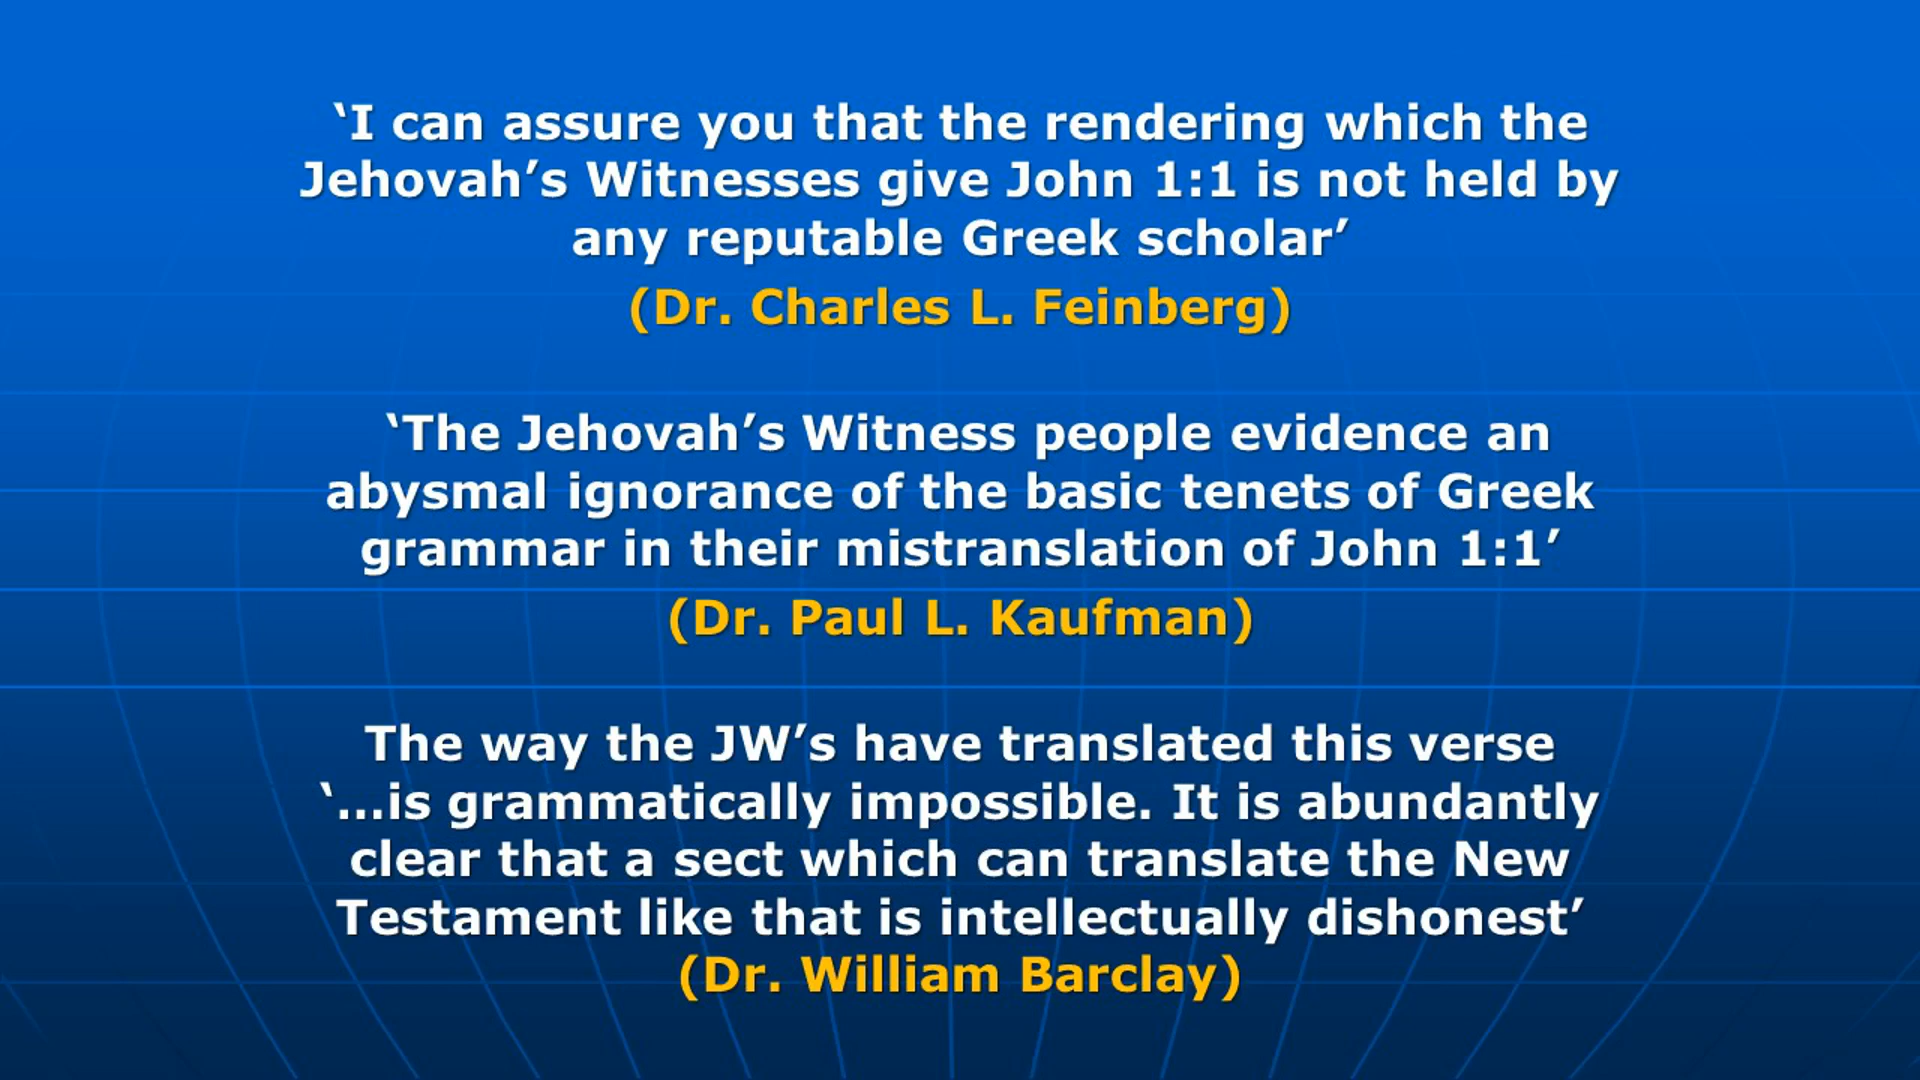 ‘I can assure you that the rendering which the
Jehovah’s Witnesses give John 1:1 is not held by
any reputable Greek scholar’
(Dr. Charles L. Feinberg)
‘The Jehovah’s Witness people evidence an
abysmal ignorance of the basic tenets of Greek
grammar in their mistranslation of John 1:1’
(Dr. Paul L. Kaufman)
The way the JW’s have translated this verse
‘…is grammatically impossible. It is abundantly
clear that a sect which can translate the New
Testament like that is intellectually dishonest’
(Dr. William Barclay)